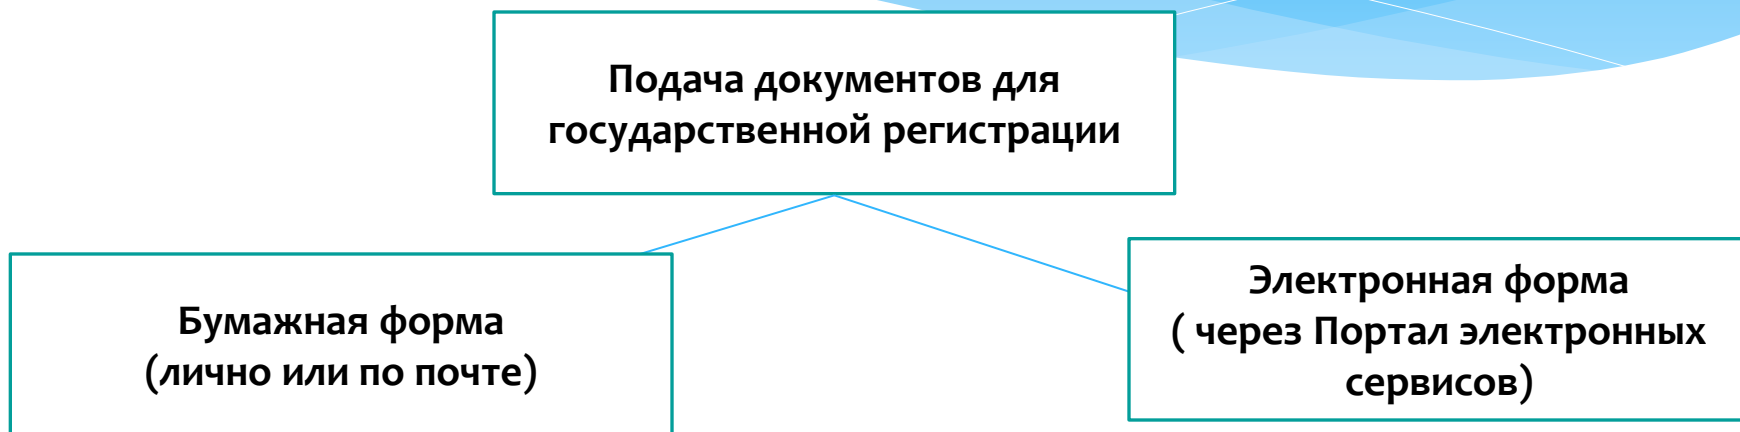 Подача документов для
государственной регистрации
Бумажная форма
(лично или по почте)
Электронная форма
( через Портал электронных
сервисов)